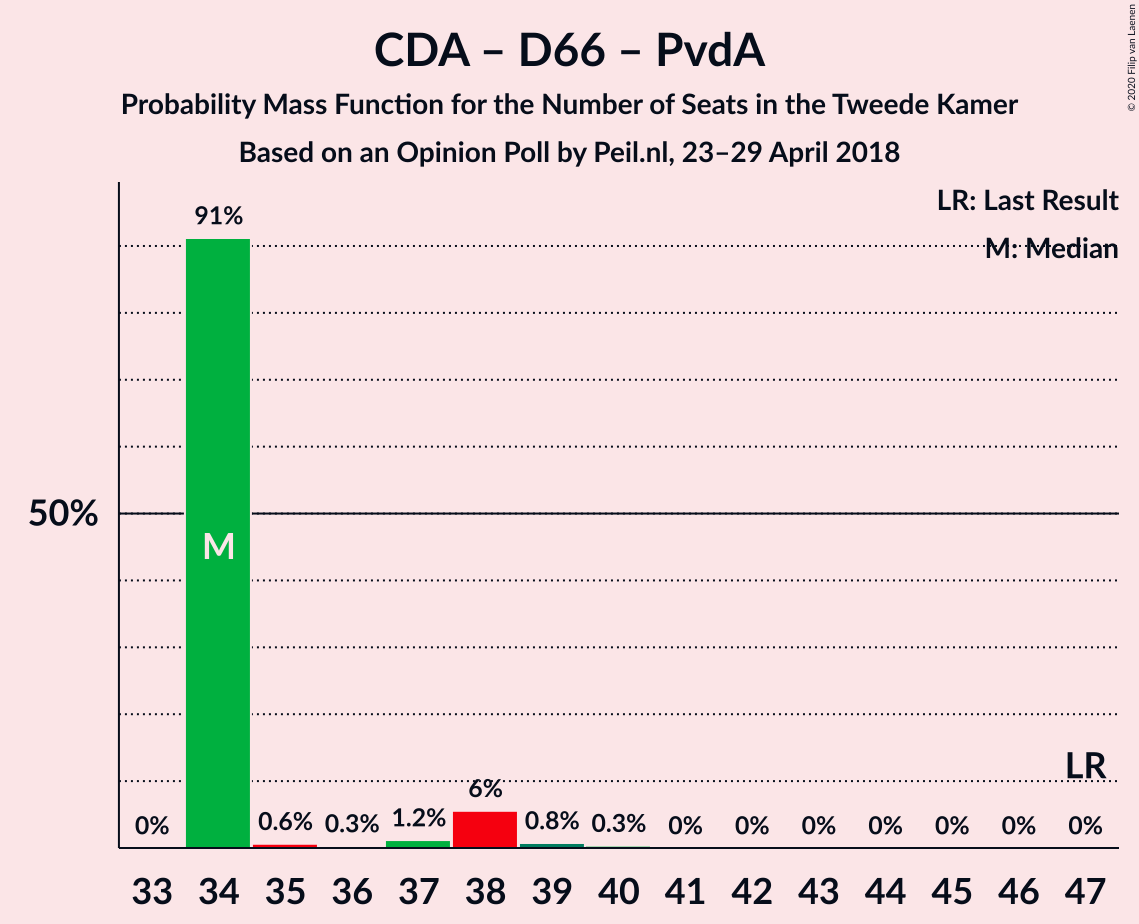 © 2020 Filip van Laenen
CDA – D66 – PvdA
Probability Mass Function for the Number of Seats in the Tweede Kamer
Based on an Opinion Poll by Peil.nl, 23–29 April 2018
LR: Last Result
M: Median
91%
50%
M
LR
0% 0.6% 0.3% 1.2% 6% 0.8% 0.3% 0% 0% 0% 0% 0% 0% 0%
33 34 35 36 37 38 39 40 41 42 43 44 45 46 47